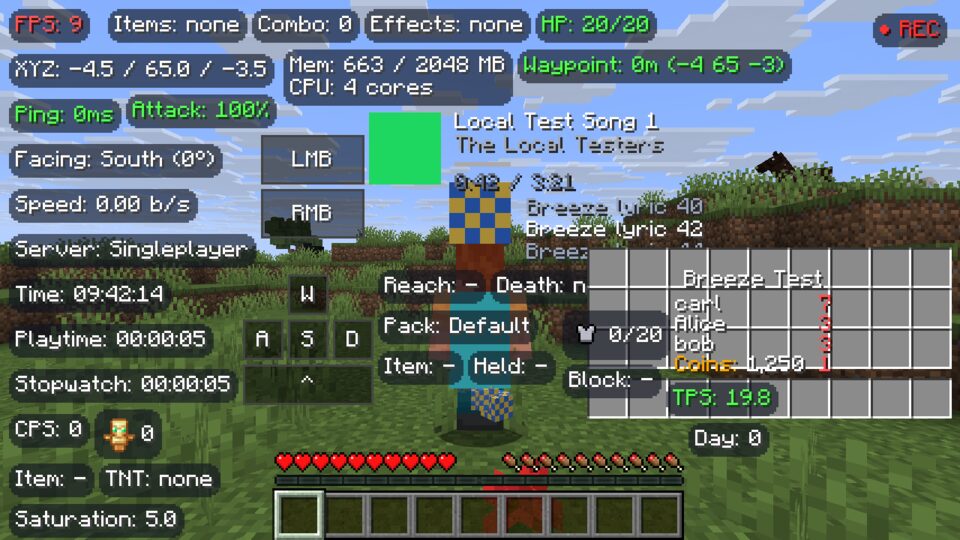 FPS: 9
Items: none
Combo: 0
Effects: none
HP: 20/20
REC
XYZ: -4.5 / 65.0 / -3.5
Mem: 663 / 2048 MB
CPU: 4 cores
Waypoint: 0m (-4 65 -3)
Ping: 0ms
Attack: 100%
Local Test Song 1
The Local Testers
0:42 / 3:21
Facing: South (0°)
LMB
RMB
Speed: 0.00 b/s
Breeze lyric 40
Breeze lyric 42
Breeze
Server: Singleplayer
Time: 09:42:14
W
A
S
D
^
Reach: -
Death: n
Breeze Test
carl 7
Alice 3
bob 3
Coins: 1,250 1
Pack: Default
0/20
Playtime: 00:00:05
Item: -
Held: -
Block: -
Stopwatch: 00:00:05
TPS: 19.8
CPS: 0
0
Day: 0
Item: -
TNT: none
Saturation: 5.0